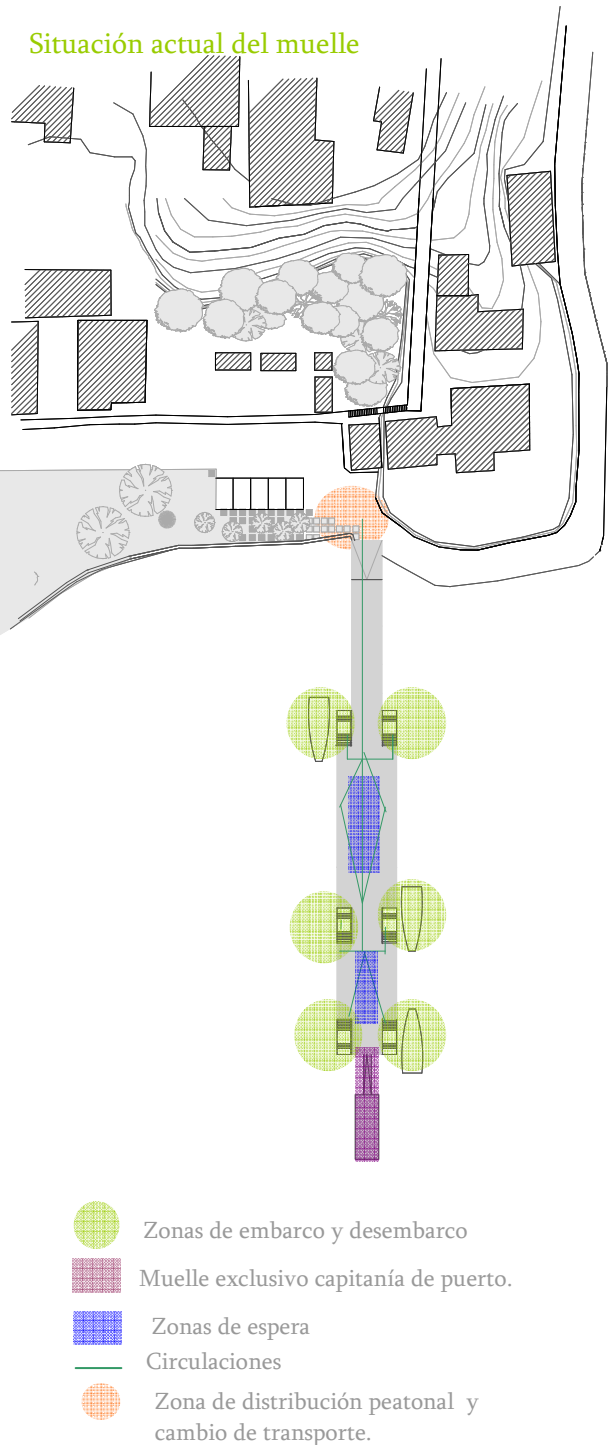 Situación actual del muelle
Zonas de embarco y desembarco
Muelle exclusivo capitanía de puerto.
Zonas de espera
Circulaciones
Zona de distribución peatonal y
cambio de transporte.